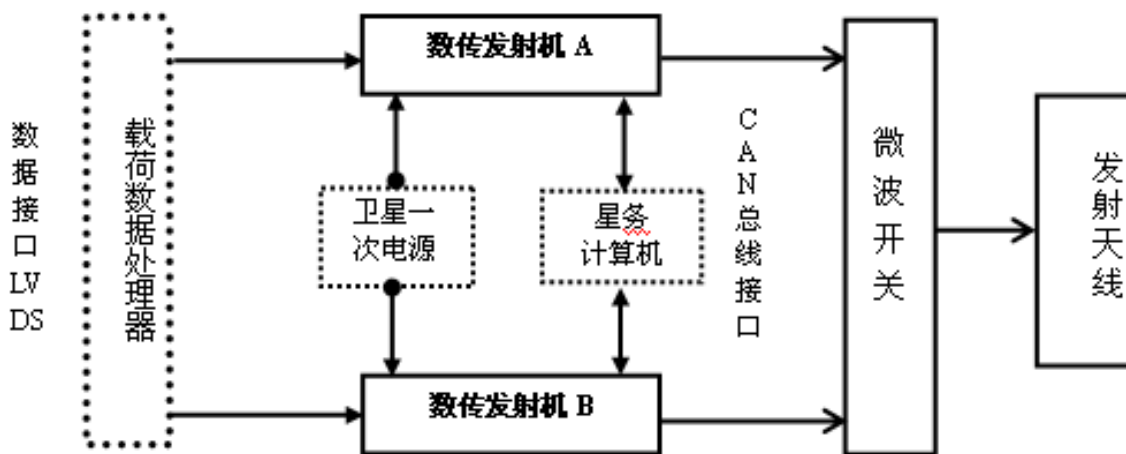 数据接口LVDS
载荷数据处理器
数传发射机 A
卫星一
次电源
星务
计算机
数传发射机 B
CAN总线接口
微波开关
发射天线